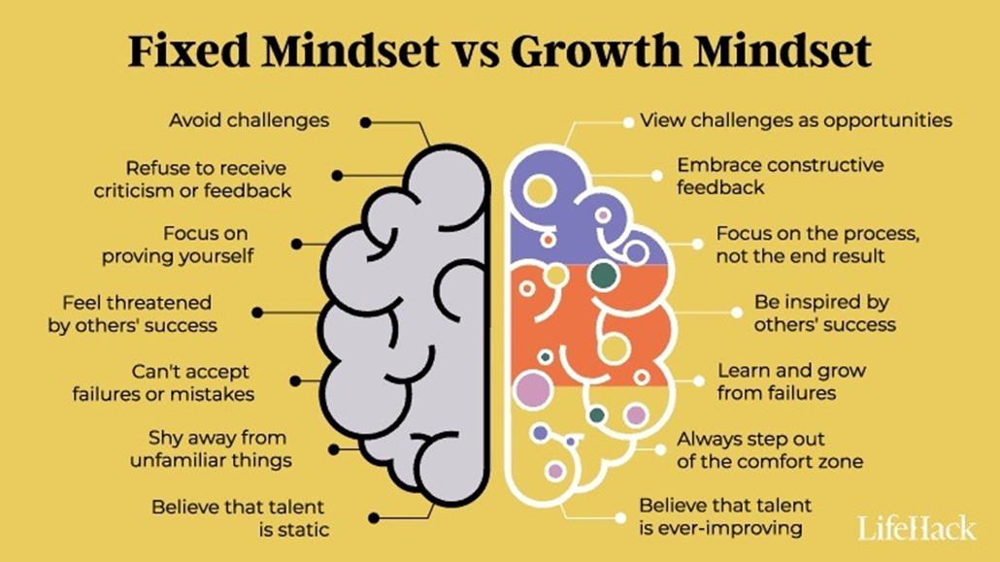 Fixed Mindset vs Growth Mindset
Avoid challenges
Refuse to receive
criticism or feedback
Focus on
proving yourself
Feel threatened
by others' success
Can't accept
failures or mistakes
Shy away from
unfamiliar things
Believe that talent
is static
View challenges as opportunities
Embrace constructive
feedback
Focus on the process,
not the end result
Be inspired by
others' success
Learn and grow
from failures
Always step out
of the comfort zone
Believe that talent
is ever-improving
LifeHack